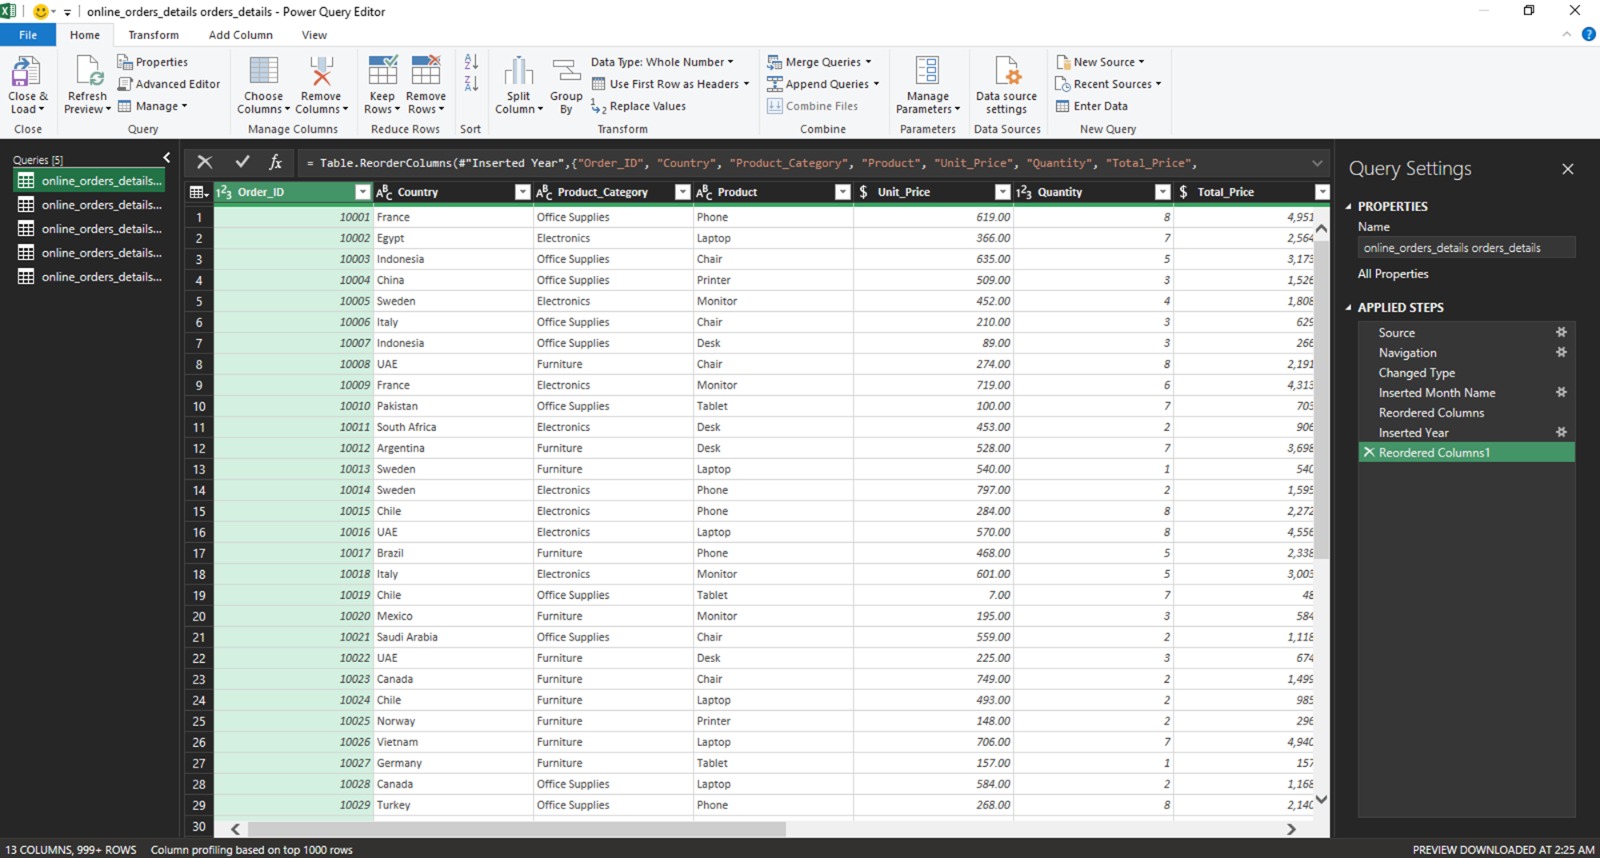 online_orders_details orders_details - Power Query Editor
File Home Transform Add Column View
Close & Load
Close
Refresh Preview
Properties
Advanced Editor
Manage
Query
Choose Columns
Remove Columns
Manage Columns
Keep Rows
Remove Rows
Reduce Rows
Sort
Split Column
Group By
Data Type: Whole Number
Use First Row as Headers
Replace Values
Transform
Merge Queries
Append Queries
Combine Files
Combine
Manage Parameters
Parameters
Data source settings
Data Sources
New Source
Recent Sources
Enter Data
New Query
Queries [5]
online_orders_details...
online_orders_details...
online_orders_details...
online_orders_details...
online_orders_details...
fx = Table.ReorderColumns(#"Inserted Year",{"Order_ID", "Country", "Product_Category", "Product", "Unit_Price", "Quantity", "Total_Price",
Order_ID Country Product_Category Product $ Unit_Price Quantity $ Total_Price
1 10001 France Office Supplies Phone 619.00 8 4,951
2 10002 Egypt Electronics Laptop 366.00 7 2,564
3 10003 Indonesia Office Supplies Chair 635.00 5 3,173
4 10004 China Office Supplies Printer 509.00 3 1,526
5 10005 Sweden Electronics Monitor 452.00 4 1,808
6 10006 Italy Office Supplies Chair 210.00 3 629
7 10007 Indonesia Office Supplies Desk 89.00 3 266
8 10008 UAE Furniture Chair 274.00 8 2,191
9 10009 France Electronics Monitor 719.00 6 4,313
10 10010 Pakistan Office Supplies Tablet 100.00 7 703
11 10011 South Africa Electronics Desk 453.00 2 906
12 10012 Argentina Furniture Desk 528.00 7 3,698
13 10013 Sweden Furniture Laptop 540.00 1 540
14 10014 Sweden Electronics Phone 797.00 2 1,595
15 10015 Chile Electronics Phone 284.00 8 2,272
16 10016 UAE Electronics Laptop 570.00 8 4,556
17 10017 Brazil Furniture Phone 468.00 5 2,338
18 10018 Italy Electronics Monitor 601.00 5 3,003
19 10019 Chile Office Supplies Tablet 7.00 7 48
20 10020 Mexico Furniture Monitor 195.00 3 584
21 10021 Saudi Arabia Office Supplies Chair 559.00 2 1,118
22 10022 UAE Furniture Desk 225.00 3 674
23 10023 Canada Furniture Chair 749.00 2 1,499
24 10024 Chile Furniture Laptop 493.00 2 985
25 10025 Norway Furniture Printer 148.00 2 296
26 10026 Vietnam Furniture Laptop 706.00 7 4,940
27 10027 Germany Furniture Tablet 157.00 1 157
28 10028 Canada Office Supplies Laptop 584.00 2 1,168
29 10029 Turkey Office Supplies Phone 268.00 8 2,140
30
Query Settings
PROPERTIES
Name
online_orders_details orders_details
All Properties
APPLIED STEPS
Source
Navigation
Changed Type
Inserted Month Name
Reordered Columns
Inserted Year
Reordered Columns1
13 COLUMNS, 999+ ROWS Column profiling based on top 1000 rows
PREVIEW DOWNLOADED AT 2:25 AM